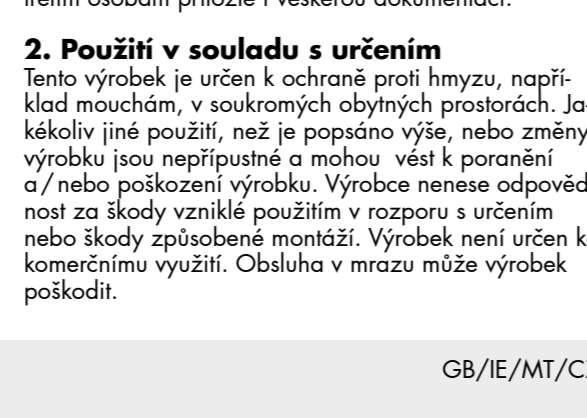 třetím osobám přiložte i veškerou dokumentaci.
2. Použití v souladu s určením
Tento výrobek je určen k ochraně proti hmyzu, napří-
klad mouchám, v soukromých obytných prostorách. Ja-
kékoliv jiné použití, než je popsáno výše, nebo změny
výrobku jsou nepřípustné a mohou vést k poranění
a/nebo poškození výrobku. Výrobce nenese odpověd
nost za škody vzniklé použitím v rozporu s určením
nebo škody způsobené montáží. Výrobek není určen k
komerčnímu využití. Obsluha v mrazu může výrobek
poškodit.
GB/IE/MT/C